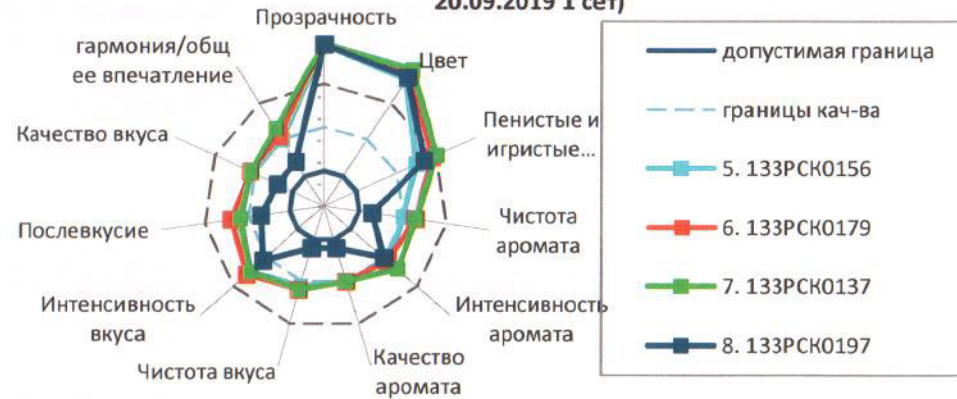 20.09.2019 1 сет)
Прозрачность
Цвет
Пенистые и
игристые...
Чистота
аромата
Интенсивность
аромата
Качество
аромата
Чистота вкуса
Интенсивность
вкуса
Послевкусие
Качество вкуса
гармония/общ
ее впечатление
допустимая граница
границы кач-ва
5. 133РСК0156
6. 133РСК0179
7. 133РСК0137
8. 133РСК0197